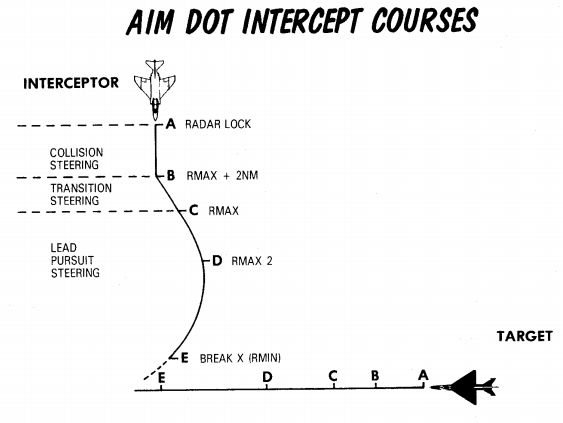 AIM DOT INTERCEPT COURSES
INTERCEPTOR
A RADAR LOCK
COLLISION
STEERING
B RMAX + 2NM
TRANSITION
STEERING
C RMAX
LEAD
PURSUIT
STEERING
D RMAX 2
TARGET
E BREAK X (RMIN)
E D C B A